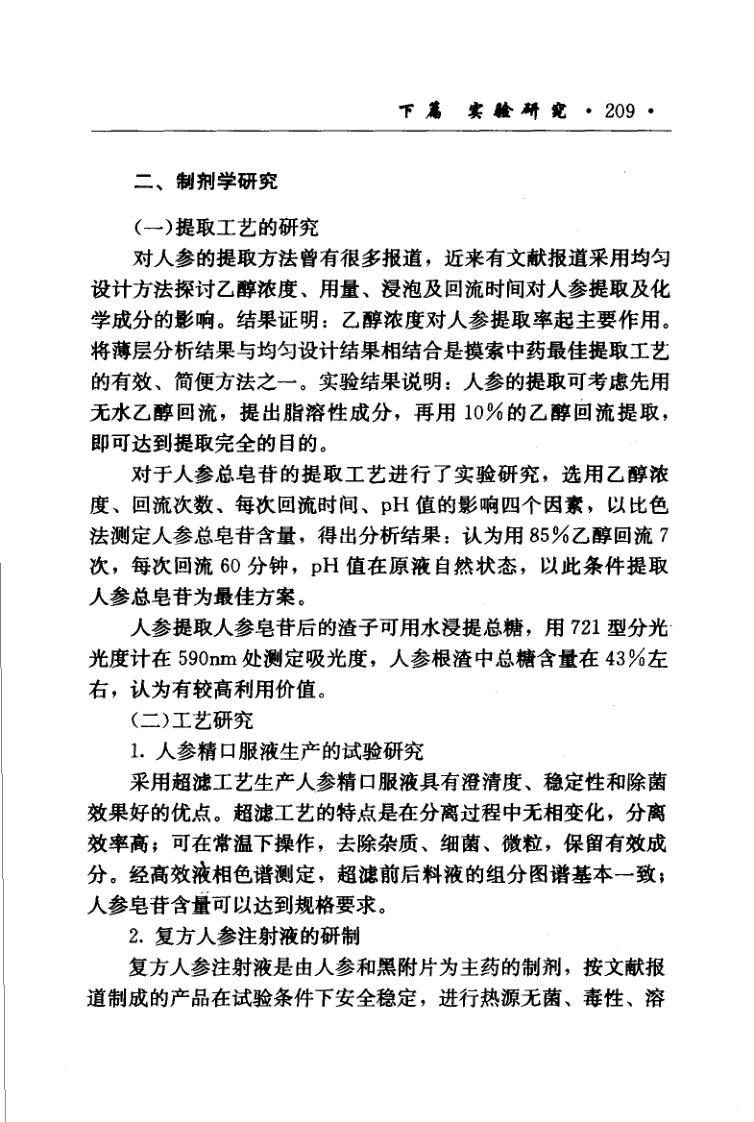 下篇 实验研究 · 209 ·
二、制剂学研究
(一)提取工艺的研究
对人参的提取方法曾有很多报道，近来有文献报道采用均匀
设计方法探讨乙醇浓度、用量、浸泡及回流时间对人参提取及化
学成分的影响。结果证明：乙醇浓度对人参提取率起主要作用。
将薄层分析结果与均匀设计结果相结合是摸索中药最佳提取工艺
的有效、简便方法之一。实验结果说明：人参的提取可考虑先用
无水乙醇回流，提出脂溶性成分，再用 10%的乙醇回流提取，
即可达到提取完全的目的。
对于人参总皂苷的提取工艺进行了实验研究，选用乙醇浓
度、回流次数、每次回流时间、pH 值的影响四个因素，以比色
法测定人参总皂苷含量，得出分析结果：认为用 85%乙醇回流 7
次，每次回流 60 分钟，pH 值在原液自然状态，以此条件提取
人参总皂苷为最佳方案。
人参提取人参皂苷后的渣子可用水浸提总糖，用 721 型分光
光度计在 590nm 处测定吸光度，人参根渣中总糖含量在 43%左
右，认为有较高利用价值。
(二)工艺研究
1. 人参精口服液生产的试验研究
采用超滤工艺生产人参精口服液具有澄清度、稳定性和除菌
效果好的优点。超滤工艺的特点是在分离过程中无相变化，分离
效率高；可在常温下操作，去除杂质、细菌、微粒，保留有效成
分。经高效液相色谱测定，超滤前后料液的组分图谱基本一致；
人参皂苷含量可以达到规格要求。
2. 复方人参注射液的研制
复方人参注射液是由人参和黑附片为主药的制剂，按文献报
道制成的产品在试验条件下安全稳定，进行热源无菌、毒性、溶